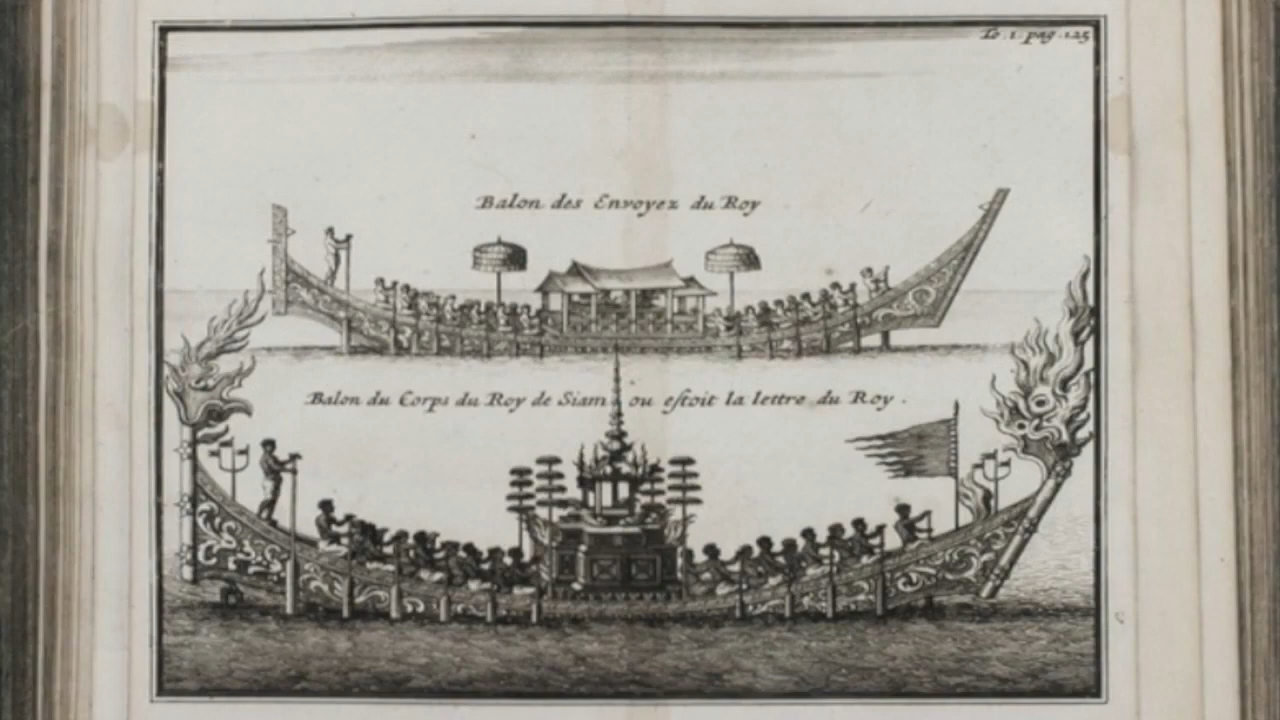 To. 1. pag. 125
Balon des Envoyez du Roy
Balon du Corps du Roy de Siam ou eſtoit la lettre du Roy.